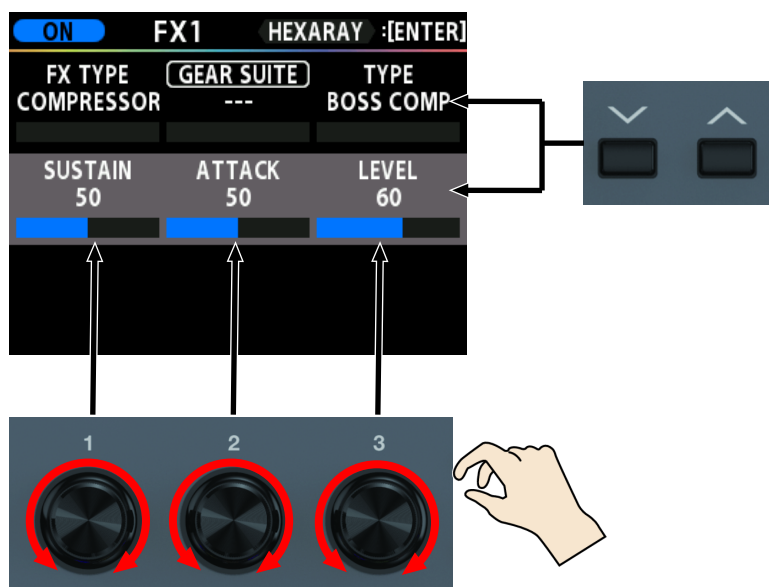 ON FX1 HEXARAY :[ENTER]
FX TYPE GEAR SUITE TYPE
COMPRESSOR --- BOSS COMP
SUSTAIN ATTACK LEVEL
50 50 60
1 2 3